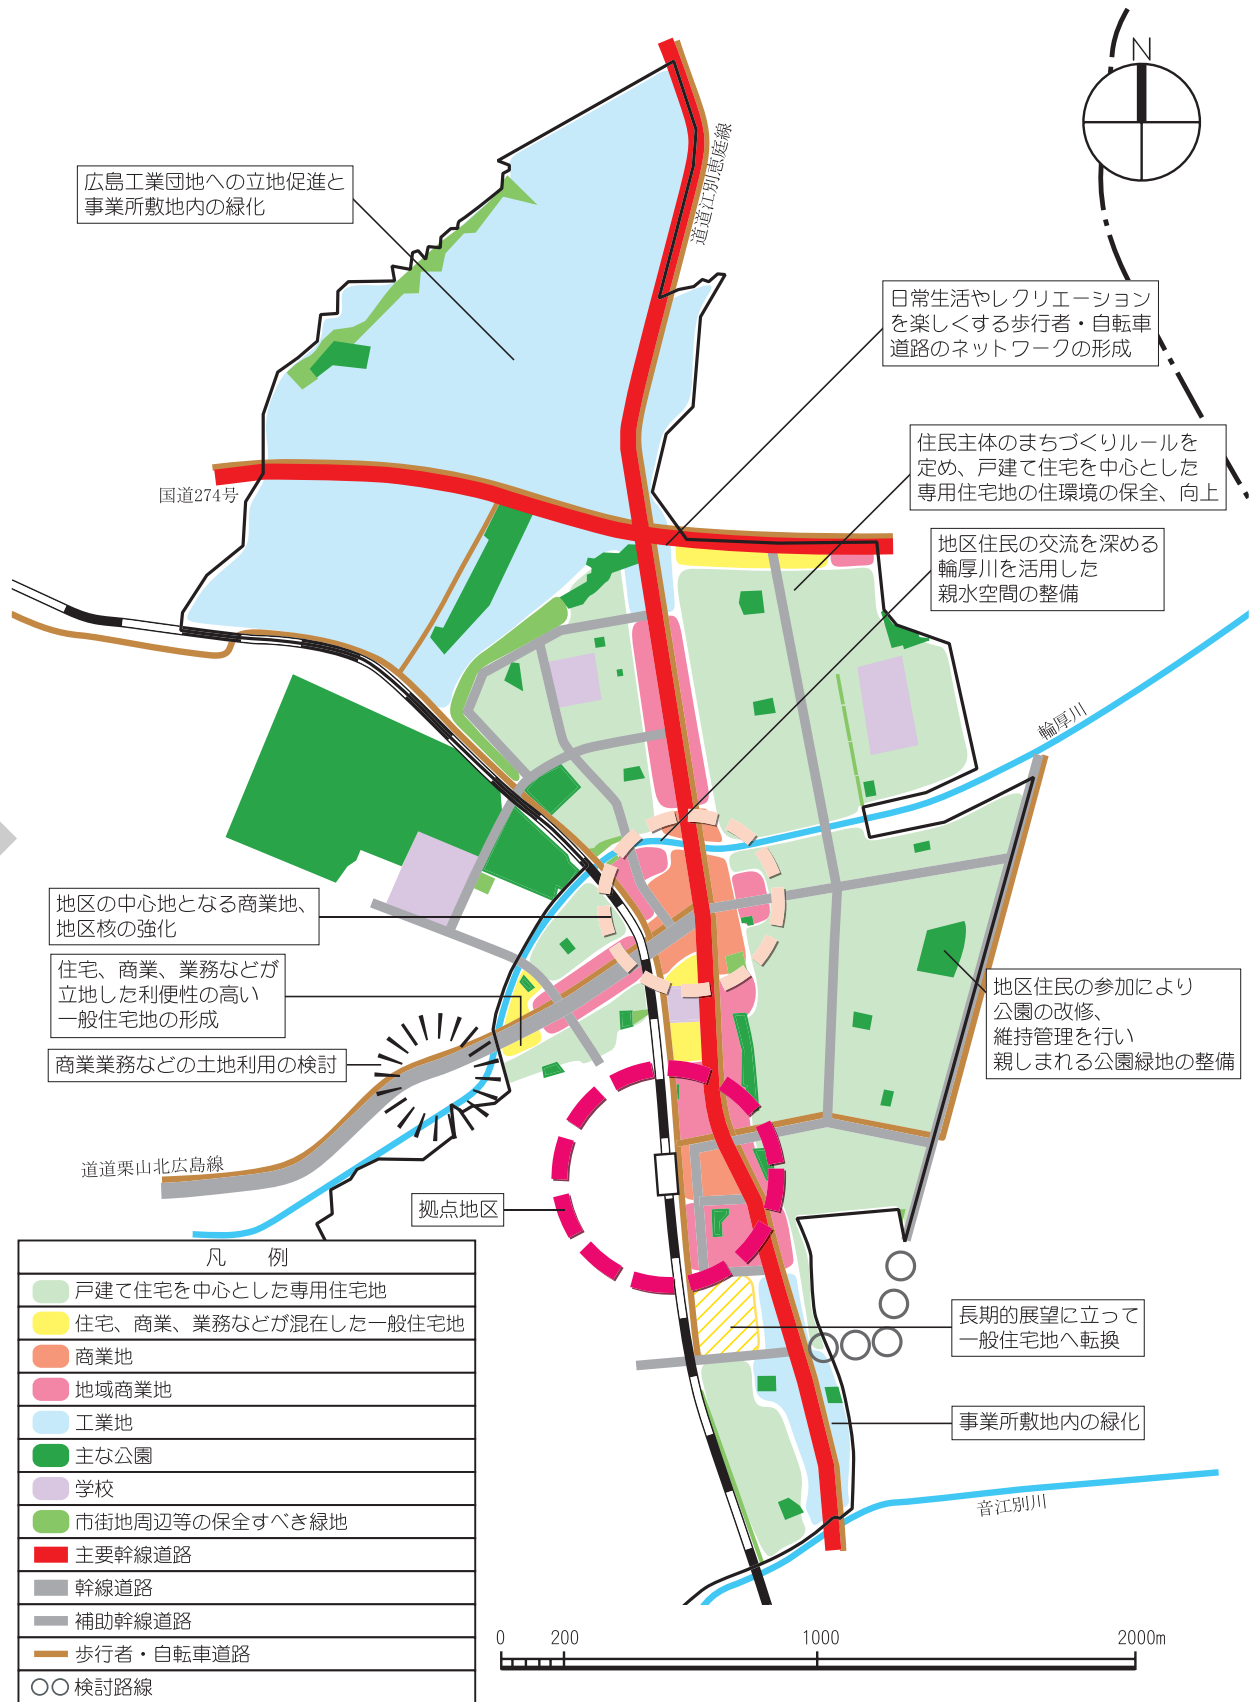 N
道道江別恵庭線
広島工業団地への立地促進と
事業所敷地内の緑化
日常生活やレクリエーション
を楽しくする歩行者・自転車
道路のネットワークの形成
住民主体のまちづくりルールを
定め、戸建て住宅を中心とした
専用住宅地の住環境の保全、向上
国道274号
地区住民の交流を深める
輪厚川を活用した
親水空間の整備
輪厚川
地区の中心地となる商業地、
地区核の強化
住宅、商業、業務などが
立地した利便性の高い
一般住宅地の形成
商業業務などの土地利用の検討
地区住民の参加により
公園の改修、
維持管理を行い
親しまれる公園緑地の整備
道道栗山北広島線
拠点地区
長期的展望に立って
一般住宅地へ転換
事業所敷地内の緑化
音江別川
凡　例
戸建て住宅を中心とした専用住宅地
住宅、商業、業務などが混在した一般住宅地
商業地
地域商業地
工業地
主な公園
学校
市街地周辺等の保全すべき緑地
主要幹線道路
幹線道路
補助幹線道路
歩行者・自転車道路
検討路線
0 200 1000 2000m